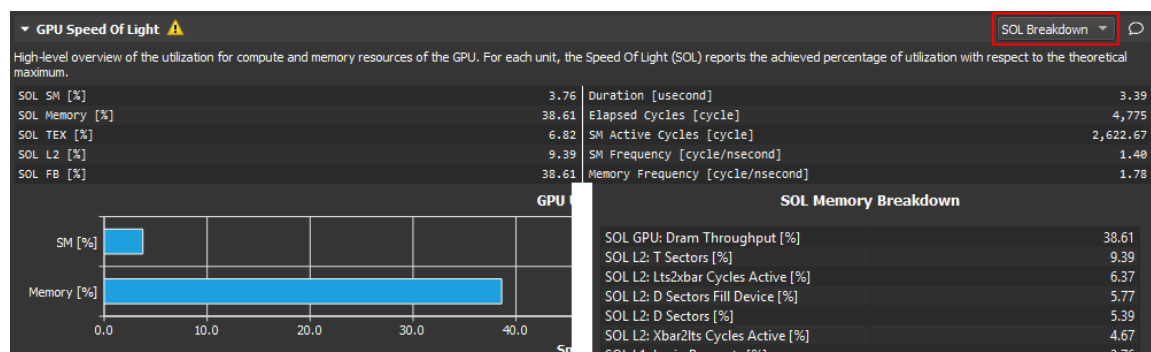 GPU Speed Of Light
SOL Breakdown
High-level overview of the utilization for compute and memory resources of the GPU. For each unit, the Speed Of Light (SOL) reports the achieved percentage of utilization with respect to the theoretical
maximum.
SOL SM [%] 3.76 Duration [usecond] 3.39
SOL Memory [%] 38.61 Elapsed Cycles [cycle] 4,775
SOL TEX [%] 6.82 SM Active Cycles [cycle] 2,622.67
SOL L2 [%] 9.39 SM Frequency [cycle/nsecond] 1.40
SOL FB [%] 38.61 Memory Frequency [cycle/nsecond] 1.78
GPU
SM [%]
Memory [%]
0.0 10.0 20.0 30.0 40.0
SOL Memory Breakdown
SOL GPU: Dram Throughput [%] 38.61
SOL L2: T Sectors [%] 9.39
SOL L2: Lts2xbar Cycles Active [%] 6.37
SOL L2: D Sectors Fill Device [%] 5.77
SOL L2: D Sectors [%] 5.39
SOL L2: Xbar2lts Cycles Active [%] 4.67